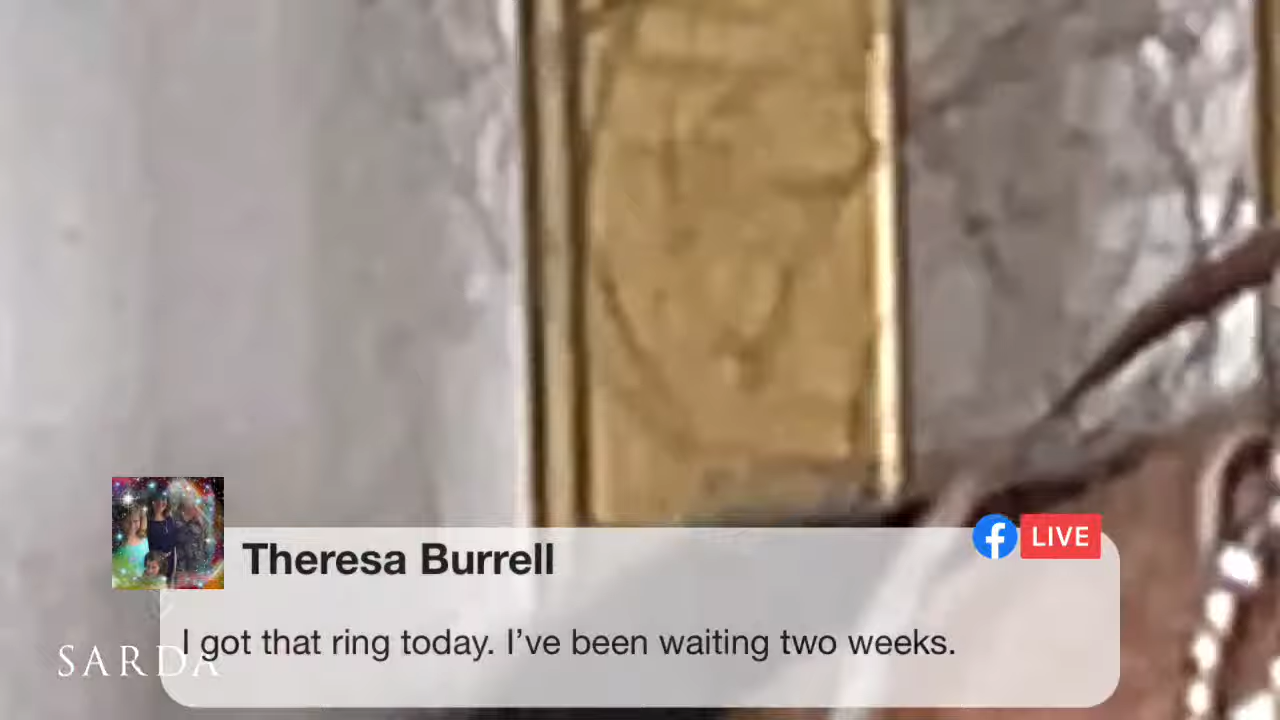 Theresa Burrell
LIVE
I got that ring today. I've been waiting two weeks.
SARDA